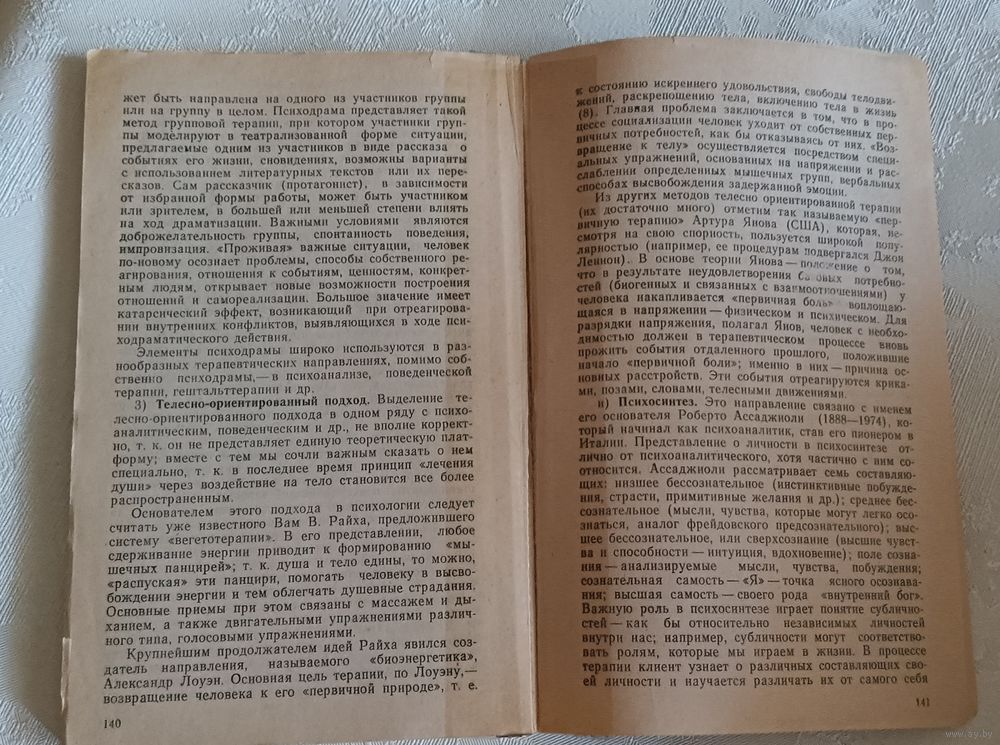 жет быть направлена на одного из участников группы
или на группу в целом. Психодрама представляет такой
метод групповой терапии, при котором участники груп-
пы моделируют в театрализованной форме ситуации,
предлагаемые одним из участников в виде рассказа о
событиях его жизни, сновидениях, возможны варианты
с использованием литературных текстов или их пере-
сказов. Сам рассказчик (протагонист), в зависимости
от избранной формы работы, может быть участником
или зрителем, в большей или меньшей степени влиять
на ход драматизации. Важными условиями являются
доброжелательность группы, спонтанность поведения,
импровизация. «Проживая» важные ситуации, человек
по-новому осознает проблемы, способы собственного ре-
агирования, отношения к событиям, ценностям, конкрет-
ным людям, открывает новые возможности построения
отношений и самореализации. Большое значение имеет
катарсический эффект, возникающий при отреагирова-
нии внутренних конфликтов, выявляющихся в ходе пси-
ходраматического действия.
Элементы психодрамы широко используются в раз-
нообразных терапевтических направлениях, помимо соб-
ственно психодрамы,— в психоанализе, поведенческой
терапии, гештальттерапии и др.
3) Телесно-ориентированный подход. Выделение те-
лесно-ориентированного подхода в одном ряду с психо-
аналитическим, поведенческим и др., не вполне коррект-
но, т. к. он не представляет единую теоретическую плат-
форму; вместе с тем мы сочли важным сказать о нем
специально, т. к. в последнее время принцип «лечения
души» через воздействие на тело становится все более
распространенным.
Основателем этого подхода в психологии следует
считать уже известного Вам В. Райха, предложившего
систему «вегетотерапии». В его представлении, любое
сдерживание энергии приводит к формированию «мы-
шечных панцирей»; т. к. душа и тело едины, то можно,
«распуская» эти панцири, помогать человеку в высво-
бождении энергии и тем облегчать душевные страдания.
Основные приемы при этом связаны с массажем и ды-
ханием, а также двигательными упражнениями различ-
ного типа, голосовыми упражнениями.
Крупнейшим продолжателем идей Райха явился соз-
датель направления, называемого «биоэнергетика»,
Александр Лоуэн. Основная цель терапии, по Лоуэну,—
возвращение человека к его «первичной природе», т. е.
140
к состоянию искреннего удовольствия, свободы телодви-
жений, раскрепощению тела, включению тела в жизнь
(8). Главная проблема заключается в том, что в про-
цессе социализации человек уходит от собственных пер-
вичных потребностей, как бы отказываясь от них. «Воз-
вращение к телу» осуществляется посредством специ-
альных упражнений, основанных на напряжении и рас-
слаблении определенных мышечных групп, вербальных
способах высвобождения задержанной эмоции.
Из других методов телесно ориентированной терапии
(их достаточно много) отметим так называемую «пер-
вичную терапию» Артура Янова (США), которая, не-
смотря на свою спорность, пользуется широкой попу-
лярностью (например, ее процедурам подвергался Джон
Леннон). В основе теории Янова — положение о том,
что в результате неудовлетворения базовых потребно-
стей (биогенных и связанных с взаимоотношениями) у
человека накапливается «первичная боль» воплощаю-
щаяся в напряжении — физическом и психическом. Для
разрядки напряжения, полагал Янов, человек с необхо-
димостью должен в терапевтическом процессе вновь
прожить события отдаленного прошлого, положившие
начало «первичной боли»; именно в них — причина ос-
новных расстройств. Эти события отреагируются крика-
ми, позами, словами, телесными движениями.
и) Психосинтез. Это направление связано с именем
его основателя Роберто Ассаджиоли (1888—1974), ко-
торый начинал как психоаналитик, став его пионером в
Италии. Представление о личности в психосинтезе от-
лично от психоаналитического, хотя частично с ним со-
относится. Ассаджиоли рассматривает семь составляю-
щих: низшее бессознательное (инстинктивные побужде-
ния, страсти, примитивные желания и др.); среднее бес-
сознательное (мысли, чувства, которые могут легко осо-
знаться, аналог фрейдовского предсознательного); выс-
шее бессознательное, или сверхсознание (высшие чувст-
ва и способности — интуиция, вдохновение); поле созна-
ния — анализируемые мысли, чувства, побуждения;
сознательная самость — «Я» — точка ясного осознава-
ния; высшая самость — своего рода «внутренний бог».
Важную роль в психосинтезе играет понятие субличнос-
тей — как бы относительно независимых личностей
внутри нас; например, субличности могут соответство-
вать ролям, которые мы играем в жизни. В процессе
терапии клиент узнает о различных составляющих сво-
ей личности и научается различать их от самого себя
141
www.ay.by